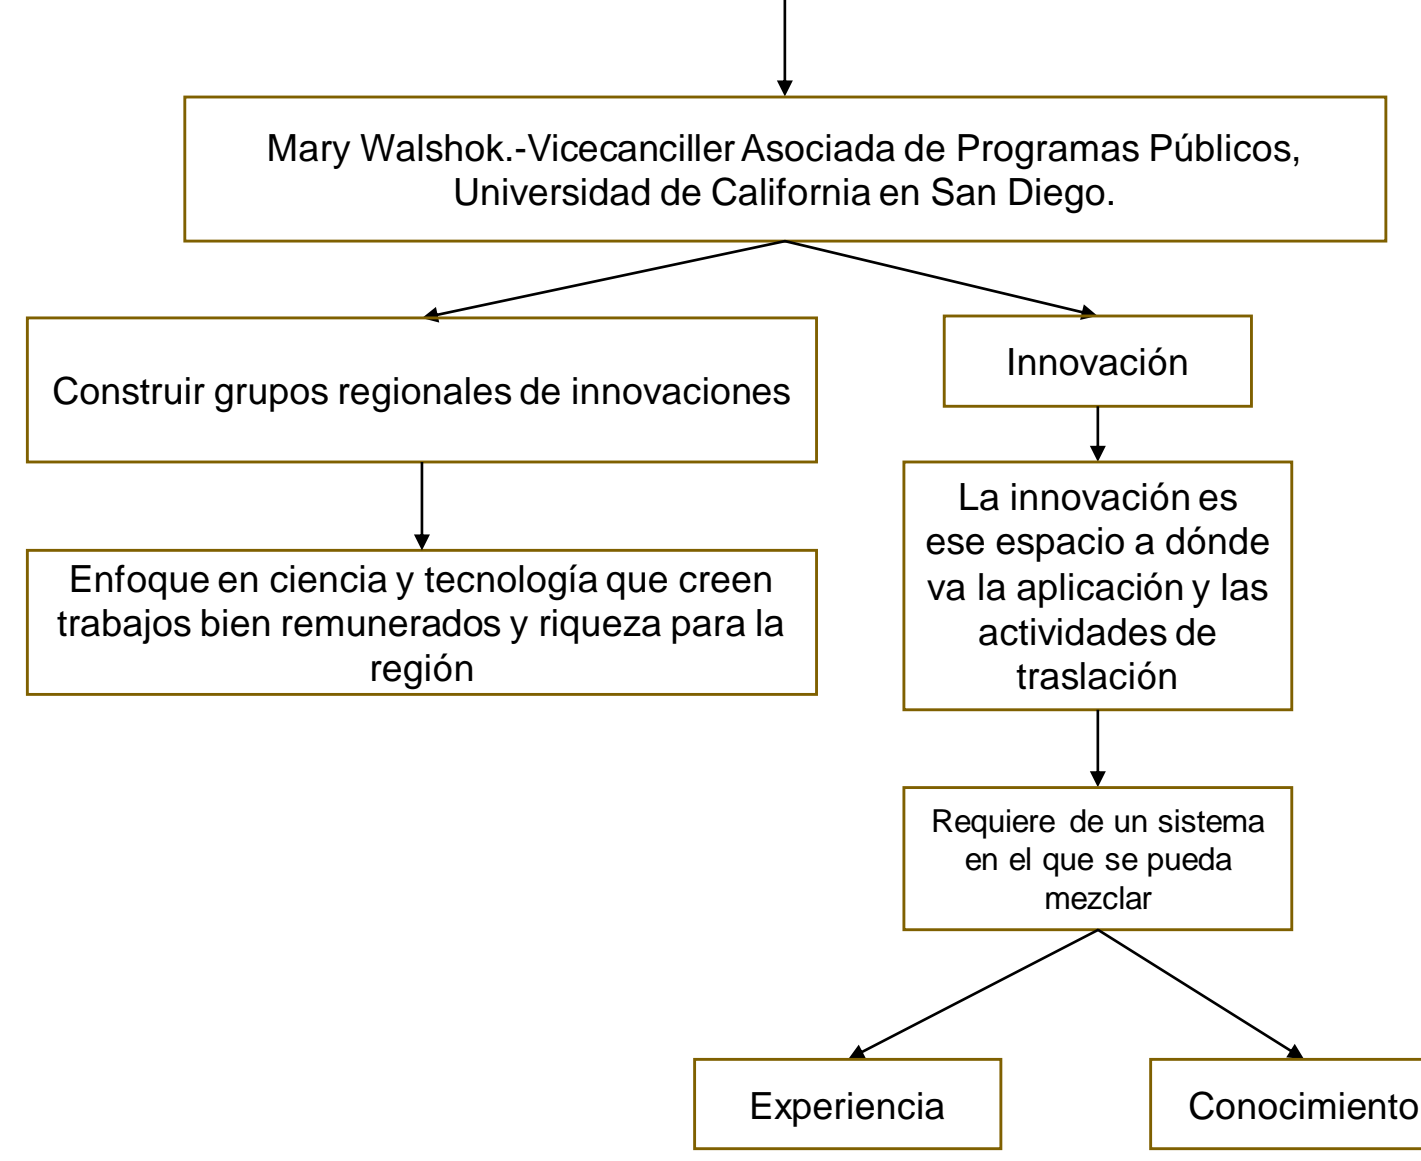 Mary Walshok.-Vicecanciller Asociada de Programas Públicos,
Universidad de California en San Diego.
Construir grupos regionales de innovaciones
Innovación
Enfoque en ciencia y tecnología que creen
trabajos bien remunerados y riqueza para la
región
La innovación es
ese espacio a dónde
va la aplicación y las
actividades de
traslación
Requiere de un sistema
en el que se pueda
mezclar
Experiencia
Conocimiento